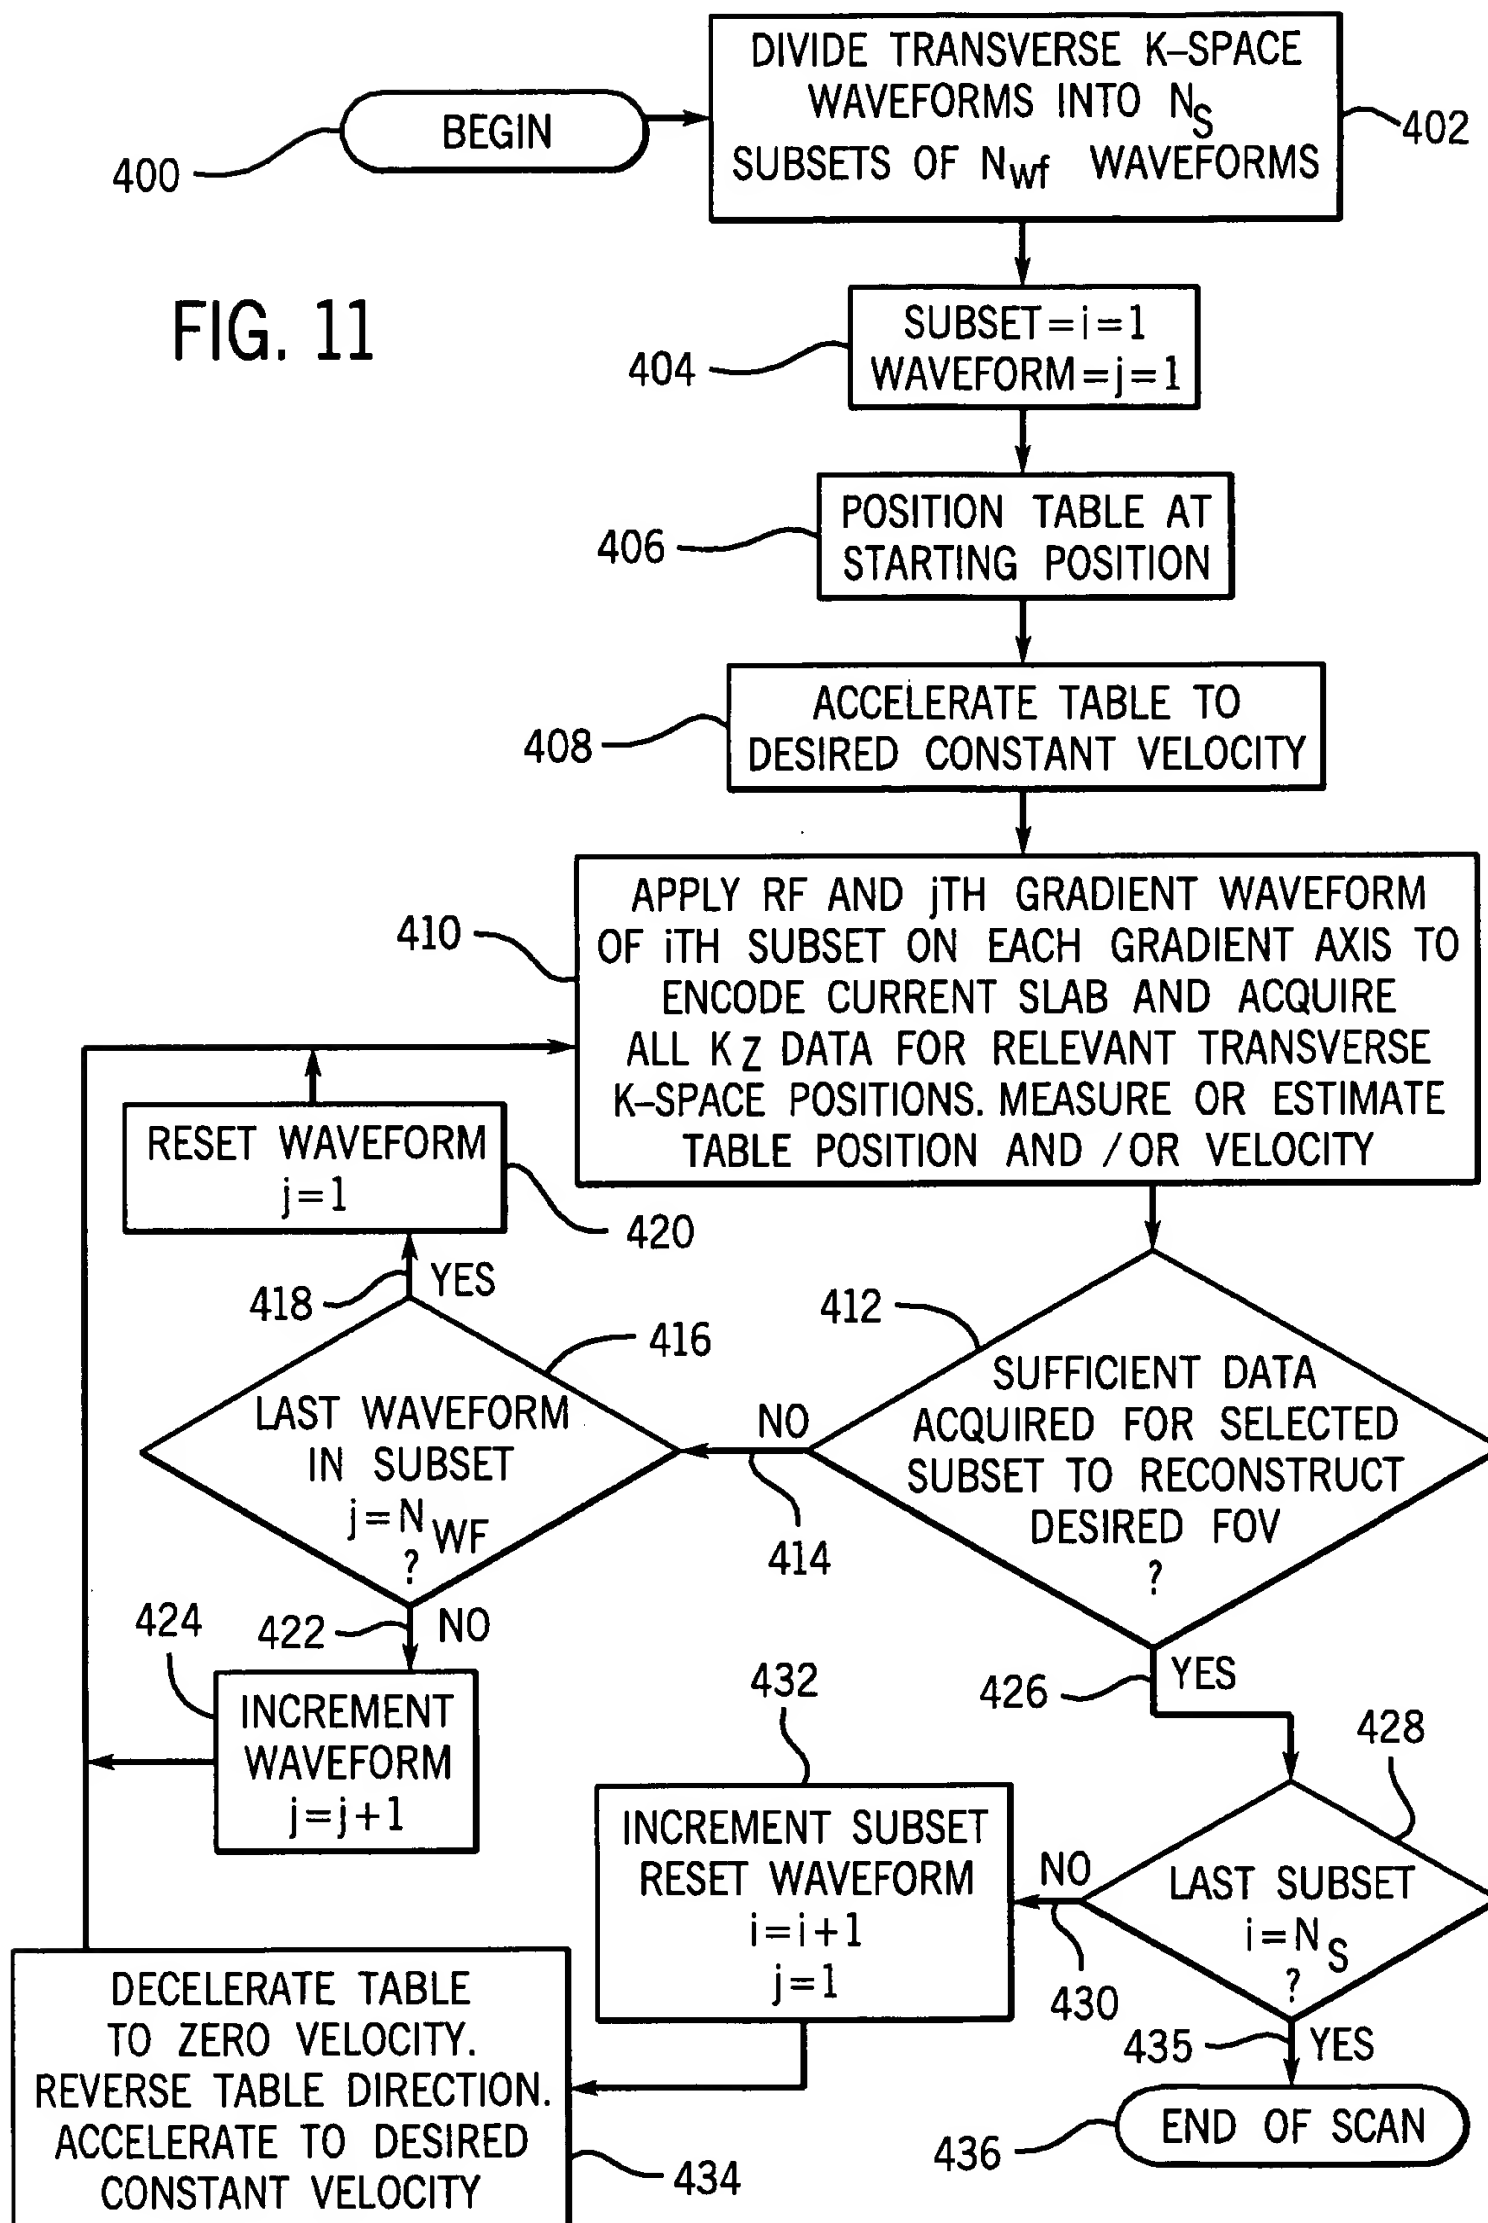 400
BEGIN
DIVIDE TRANSVERSE K–SPACE
WAVEFORMS INTO NS
SUBSETS OF Nwf WAVEFORMS
402
FIG. 11
404
SUBSET=i=1
WAVEFORM=j=1
406
POSITION TABLE AT
STARTING POSITION
408
ACCELERATE TABLE TO
DESIRED CONSTANT VELOCITY
410
APPLY RF AND jTH GRADIENT WAVEFORM
OF iTH SUBSET ON EACH GRADIENT AXIS TO
ENCODE CURRENT SLAB AND ACQUIRE
ALL KZ DATA FOR RELEVANT TRANSVERSE
K–SPACE POSITIONS. MEASURE OR ESTIMATE
TABLE POSITION AND /OR VELOCITY
RESET WAVEFORM
j=1
420
418
YES
416
LAST WAVEFORM
IN SUBSET
j=NWF
?
412
SUFFICIENT DATA
ACQUIRED FOR SELECTED
SUBSET TO RECONSTRUCT
DESIRED FOV
?
NO
414
422
NO
424
INCREMENT
WAVEFORM
j=j+1
426
YES
428
LAST SUBSET
i=NS
?
NO
430
432
INCREMENT SUBSET
RESET WAVEFORM
i=i+1
j=1
DECELERATE TABLE
TO ZERO VELOCITY.
REVERSE TABLE DIRECTION.
ACCELERATE TO DESIRED
CONSTANT VELOCITY
434
435
YES
436
END OF SCAN